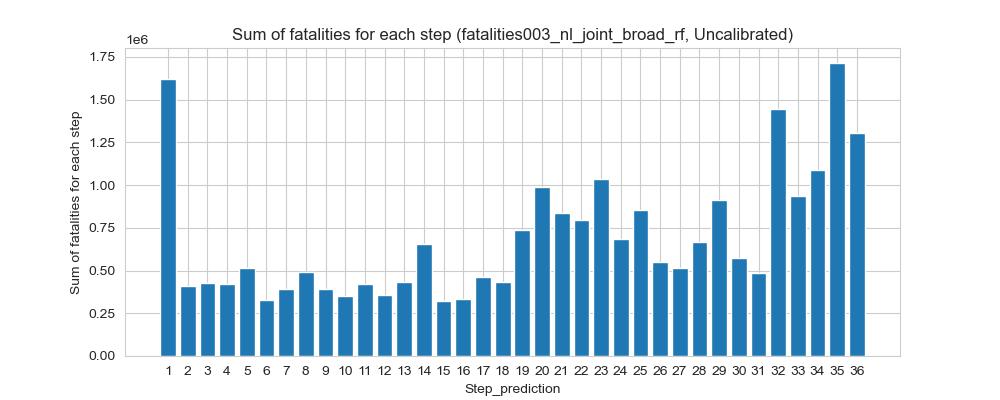 Sum of fatalities for each step (fatalities003_nl_joint_broad_rf, Uncalibrated)
1e6
1.75
1.50
1.25
1.00
0.75
0.50
0.25
0.00
Sum of fatalities for each step
1 2 3 4 5 6 7 8 9 10 11 12 13 14 15 16 17 18 19 20 21 22 23 24 25 26 27 28 29 30 31 32 33 34 35 36
Step_prediction